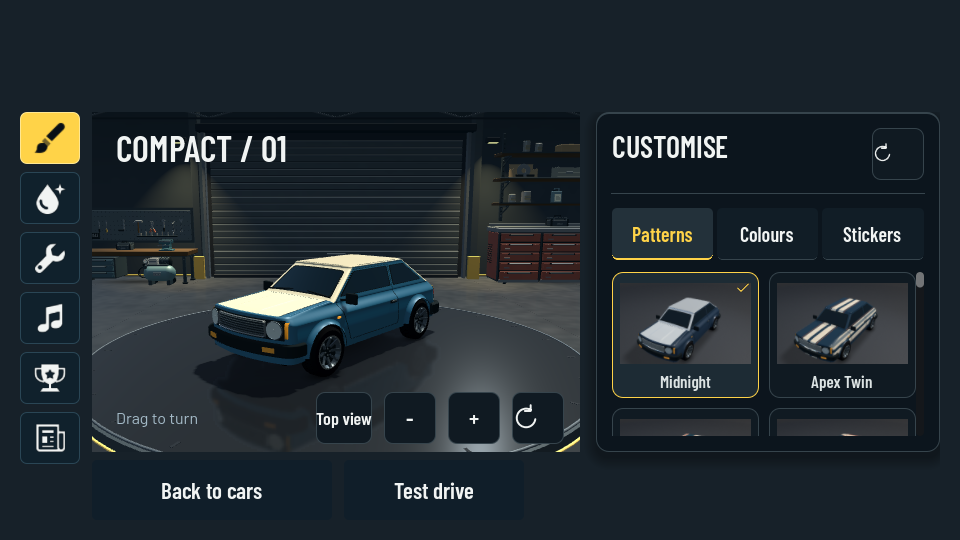 COMPACT / 01
CUSTOMISE
Patterns
Colours
Stickers
Midnight
Apex Twin
Drag to turn
Top view
-
+
Back to cars
Test drive